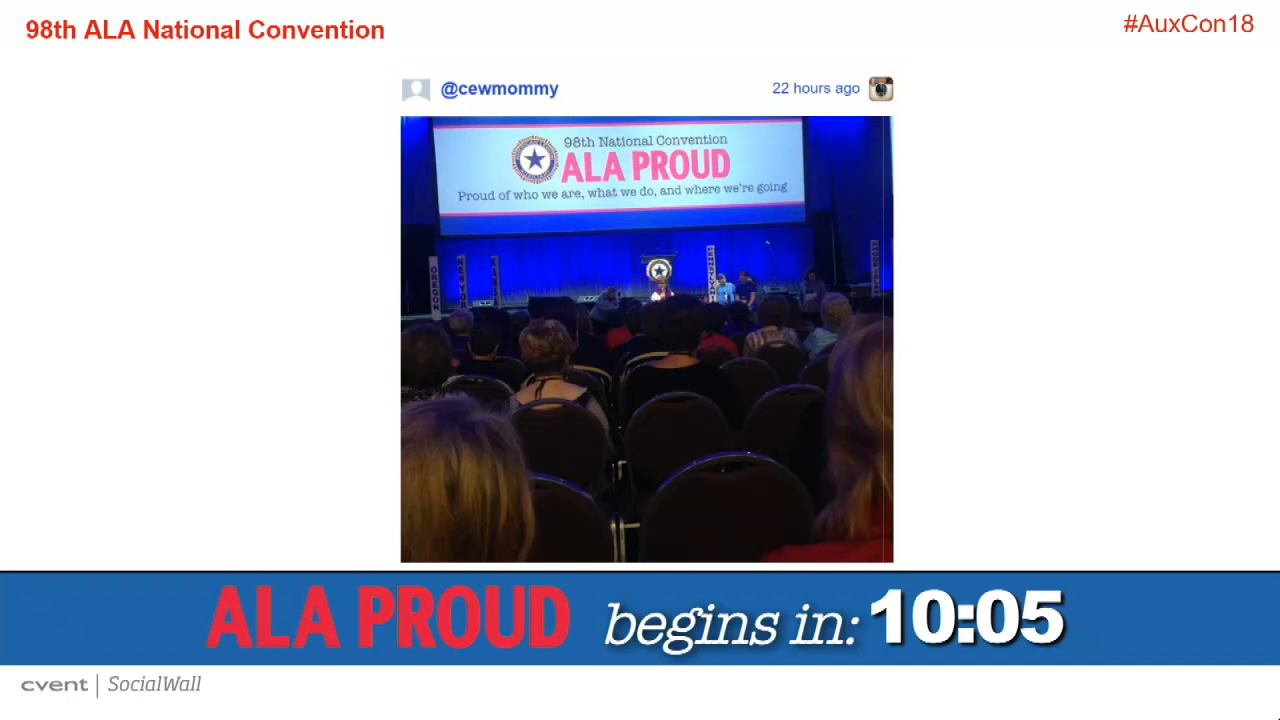 98th ALA National Convention
#AuxCon18
@cewmommy
22 hours ago
98th National Convention
ALA PROUD
Proud of who we are, what we do, and where we're going
OREGON
ALA PROUD begins in: 10:05
cvent | SocialWall